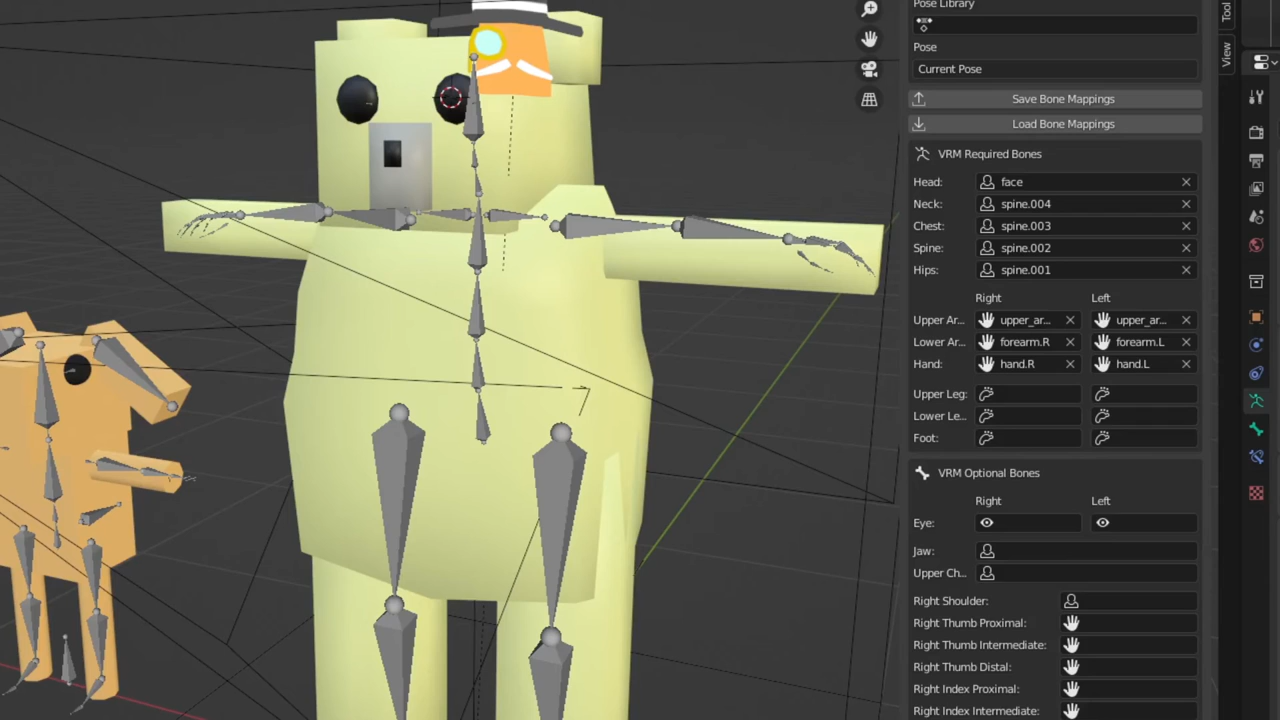 Pose Library
Tool
Pose
View
Current Pose
Save Bone Mappings
Load Bone Mappings
VRM Required Bones
Head: face
Neck: spine.004
Chest: spine.003
Spine: spine.002
Hips: spine.001
Right Left
Upper Ar... upper_ar... upper_ar...
Lower Ar... forearm.R forearm.L
Hand: hand.R hand.L
Upper Leg:
Lower Le...
Foot:
VRM Optional Bones
Right Left
Eye:
Jaw:
Upper Ch...
Right Shoulder:
Right Thumb Proximal:
Right Thumb Intermediate:
Right Thumb Distal:
Right Index Proximal:
Right Index Intermediate: